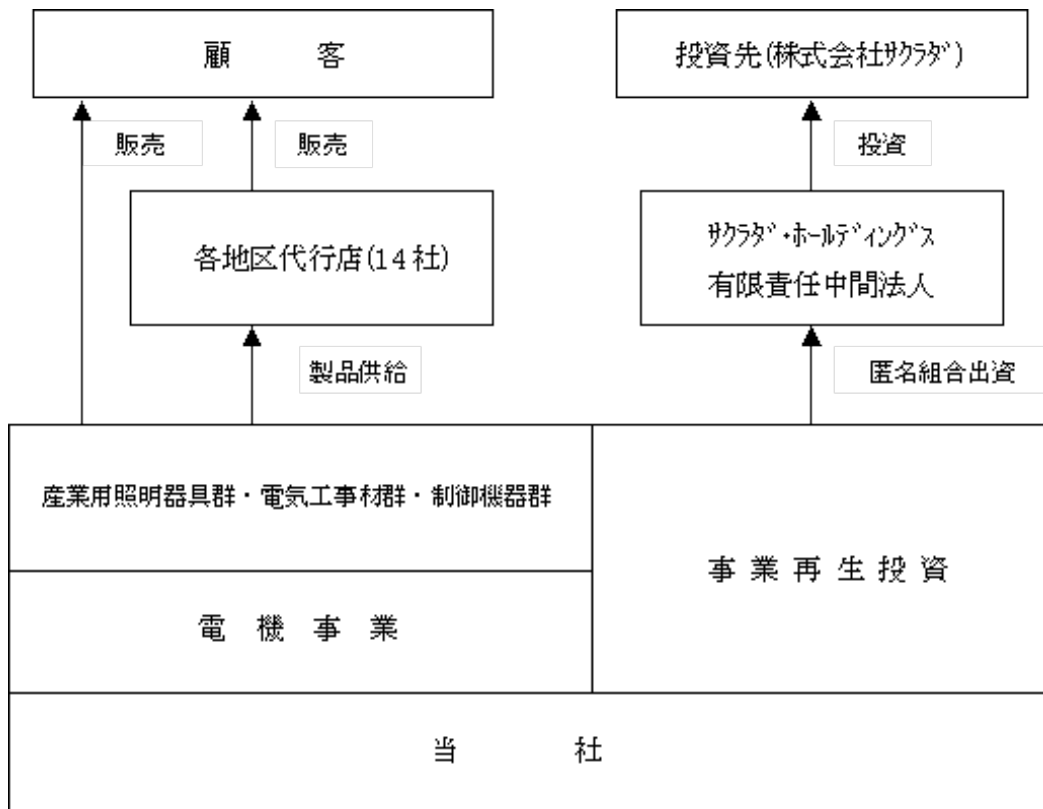 顧　客
投資先(株式会社ｻｸﾗﾀﾞ)
販売
販売
投資
各地区代行店(14社)
ｻｸﾗﾀﾞ・ﾎｰﾙﾃﾞｨﾝｸﾞｽ
有限責任中間法人
製品供給
匿名組合出資
産業用照明器具群・電気工事材群・制御機器群
事業再生投資
電機事業
当　社